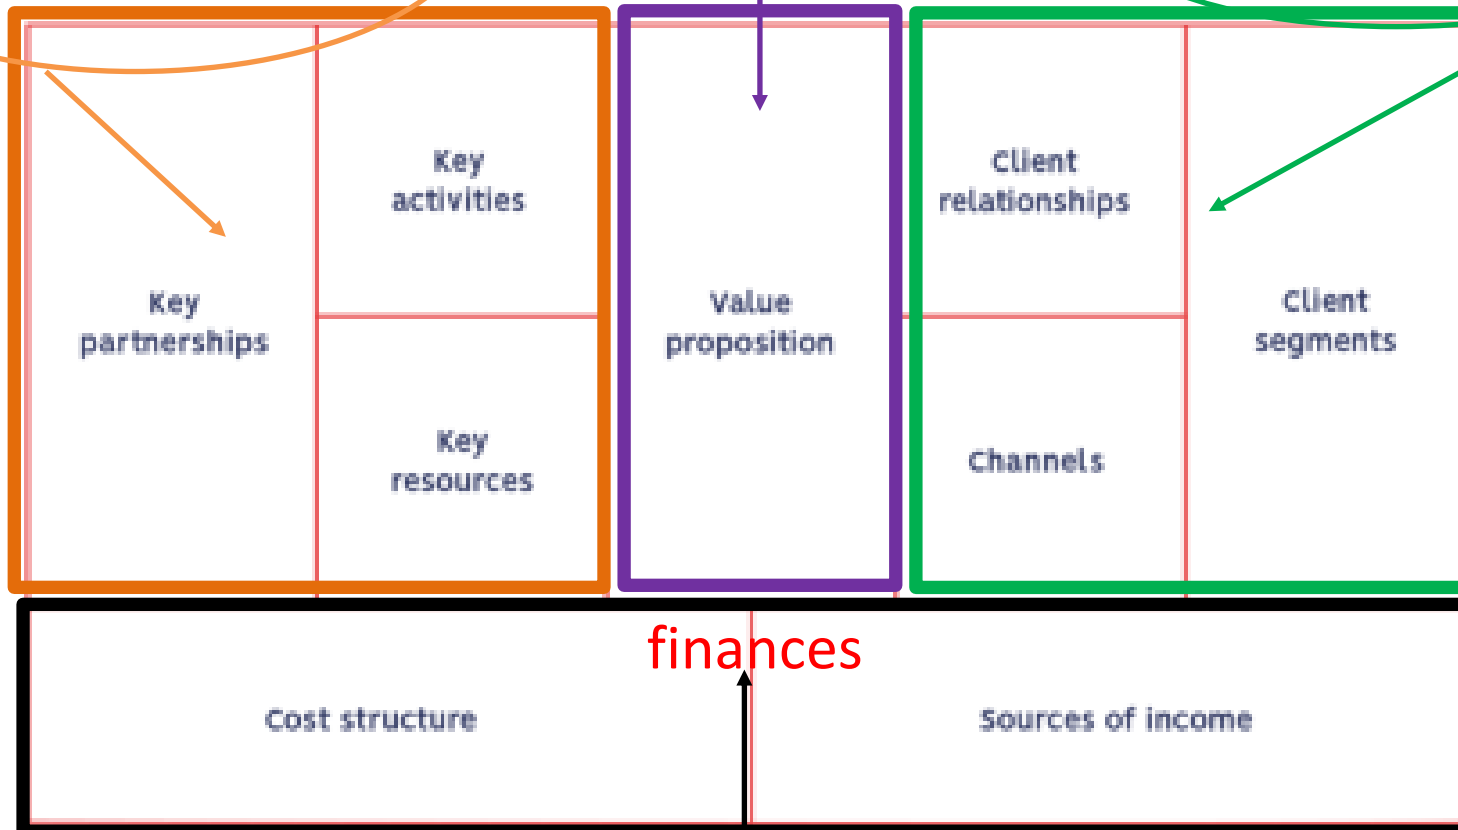 Key
partnerships
Key
activities
Key
resources
Value
proposition
Client
relationships
Channels
Client
segments
finances
Cost structure
Sources of income